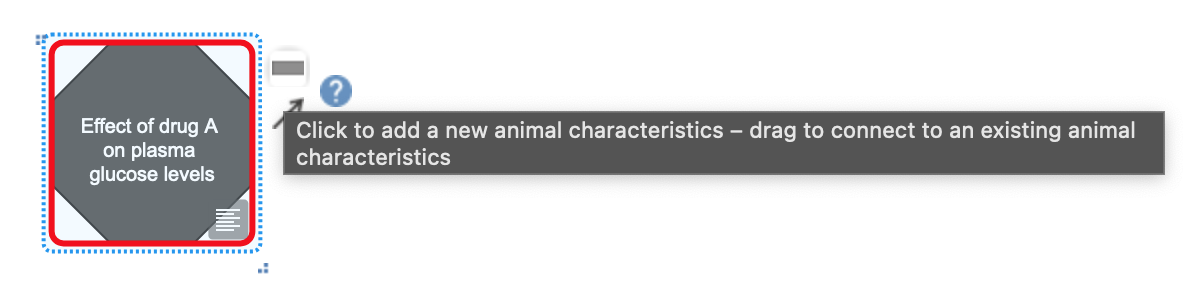 Effect of drug A
on plasma
glucose levels
?
Click to add a new animal characteristics – drag to connect to an existing animal
characteristics